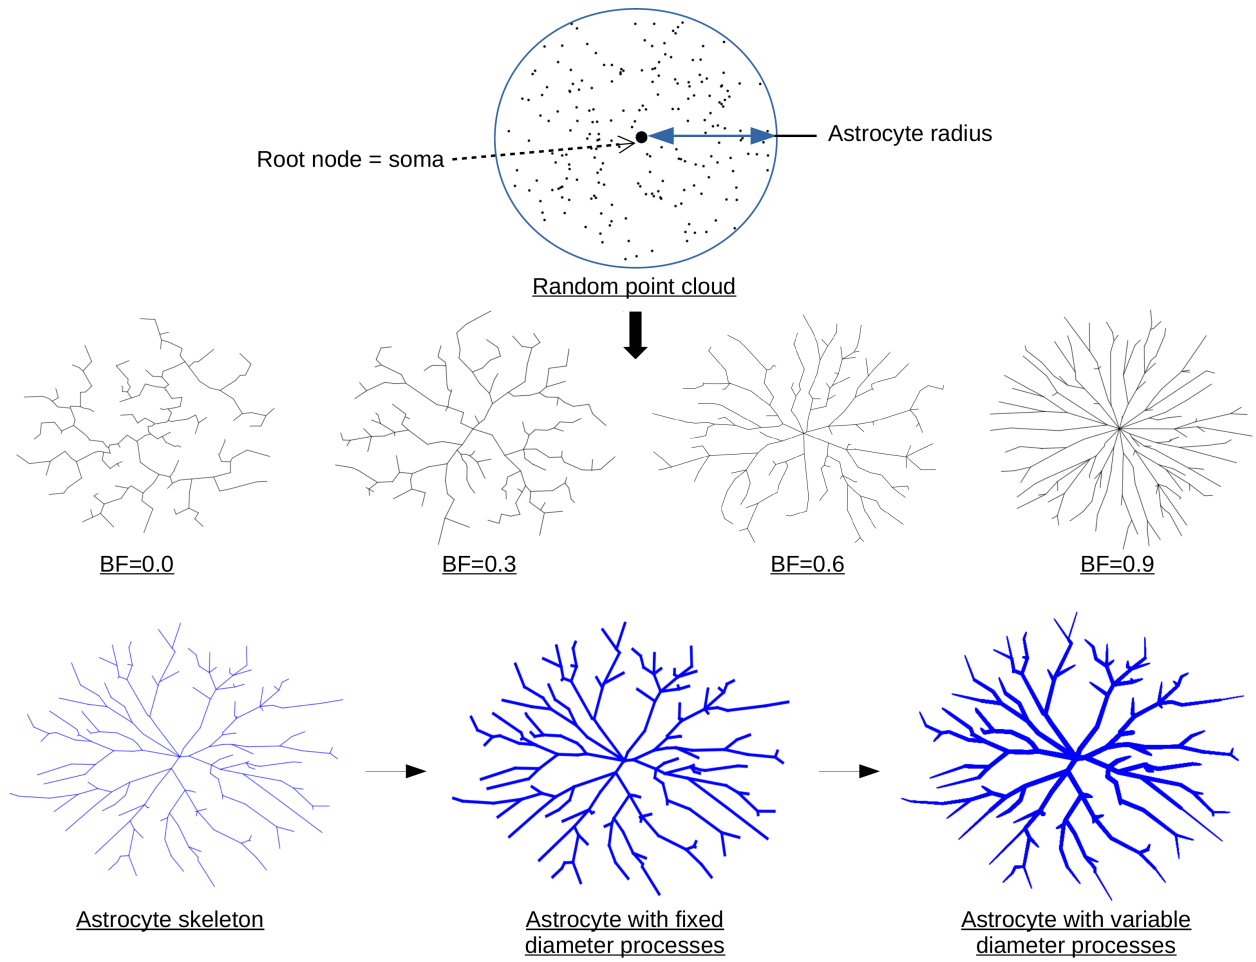 Astrocyte radius
Root node = soma
Random point cloud
BF=0.0
BF=0.3
BF=0.6
BF=0.9
Astrocyte skeleton
Astrocyte with fixed
diameter processes
Astrocyte with variable
diameter processes